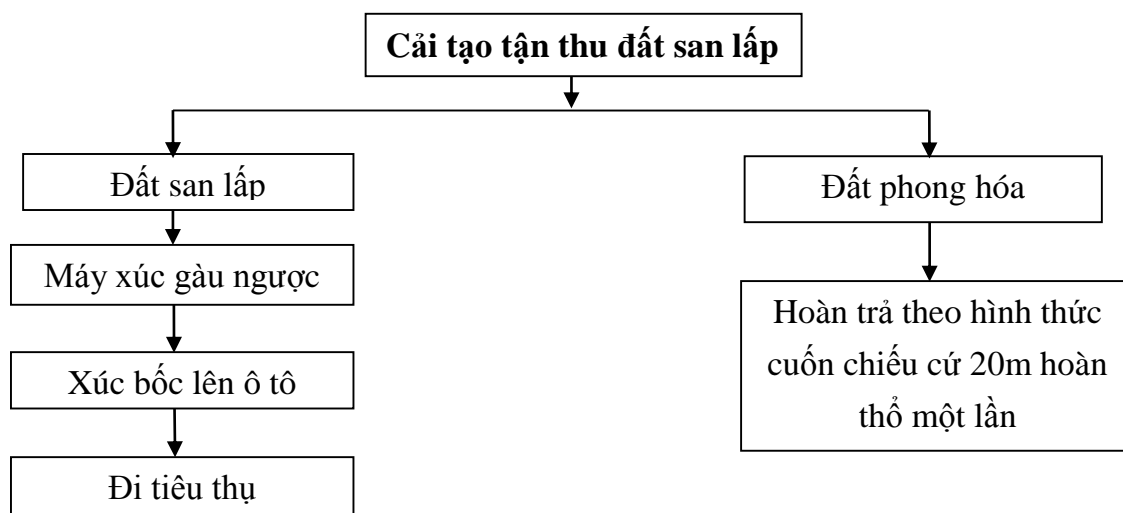 Cải tạo tận thu đất san lấp
Đất san lấp
Máy xúc gàu ngược
Xúc bốc lên ô tô
Đi tiêu thụ
Đất phong hóa
Hoàn trả theo hình thức
cuốn chiếu cứ 20m hoàn
thổ một lần